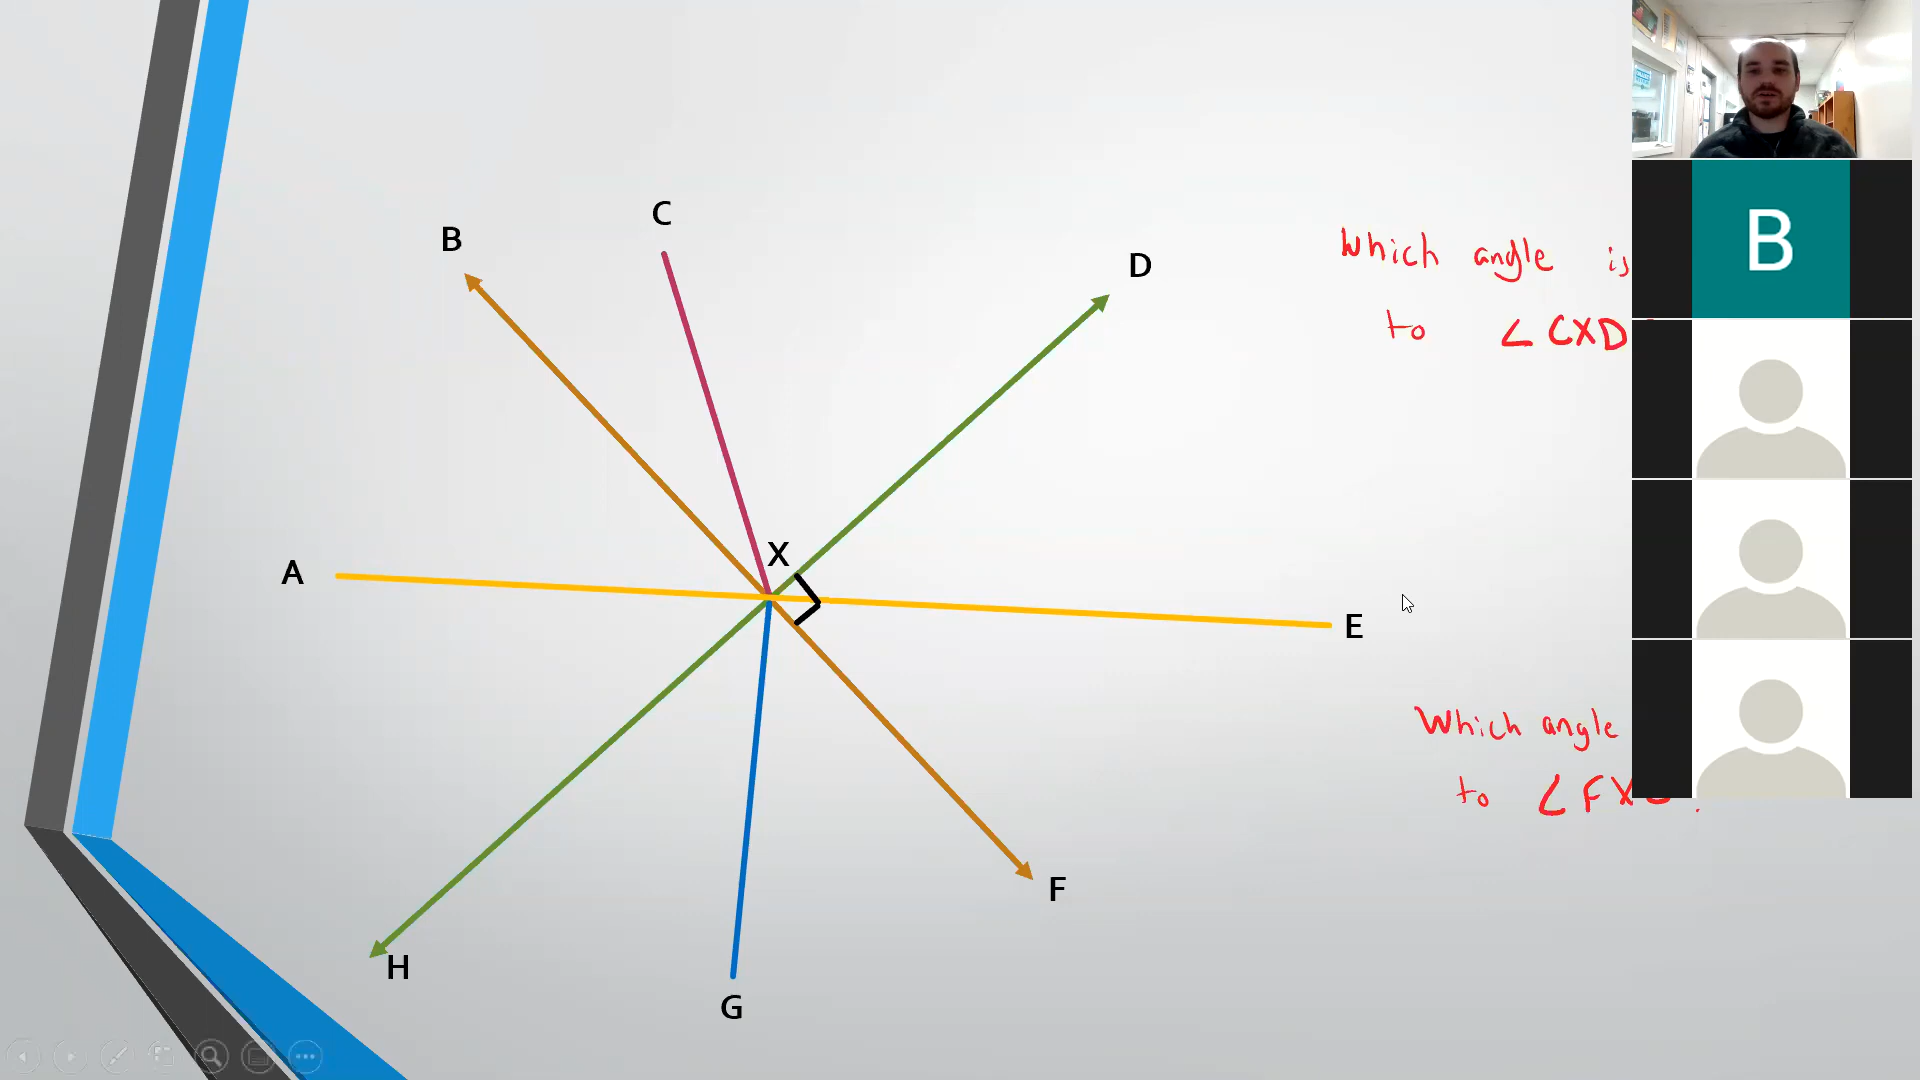 C
B
D
Which angle is
to ∠CXD
X
A
E
Which angle
to ∠FX
F
H
G
B